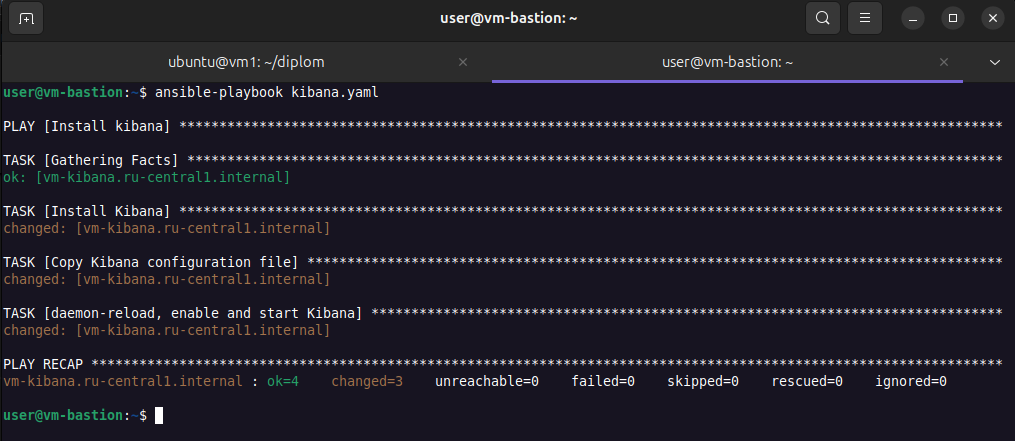 user@vm-bastion: ~
ubuntu@vm1: ~/diplom
user@vm-bastion: ~
user@vm-bastion:~$ ansible-playbook kibana.yaml
PLAY [Install kibana] *******************************************************************************************************
TASK [Gathering Facts] ******************************************************************************************************
ok: [vm-kibana.ru-central1.internal]
TASK [Install Kibana] *******************************************************************************************************
changed: [vm-kibana.ru-central1.internal]
TASK [Copy Kibana configuration file] ***************************************************************************************
changed: [vm-kibana.ru-central1.internal]
TASK [daemon-reload, enable and start Kibana] *******************************************************************************
changed: [vm-kibana.ru-central1.internal]
PLAY RECAP ******************************************************************************************************************
vm-kibana.ru-central1.internal : ok=4    changed=3    unreachable=0    failed=0    skipped=0    rescued=0    ignored=0
user@vm-bastion:~$